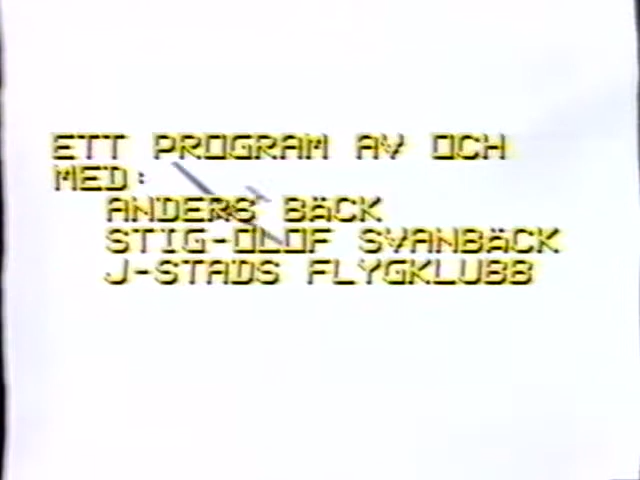 ETT PROGRAM AV OCH
MED:
ANDERS BÄCK
STIG-OLOF SVANBÄCK
J-STADS FLYGKLUBB